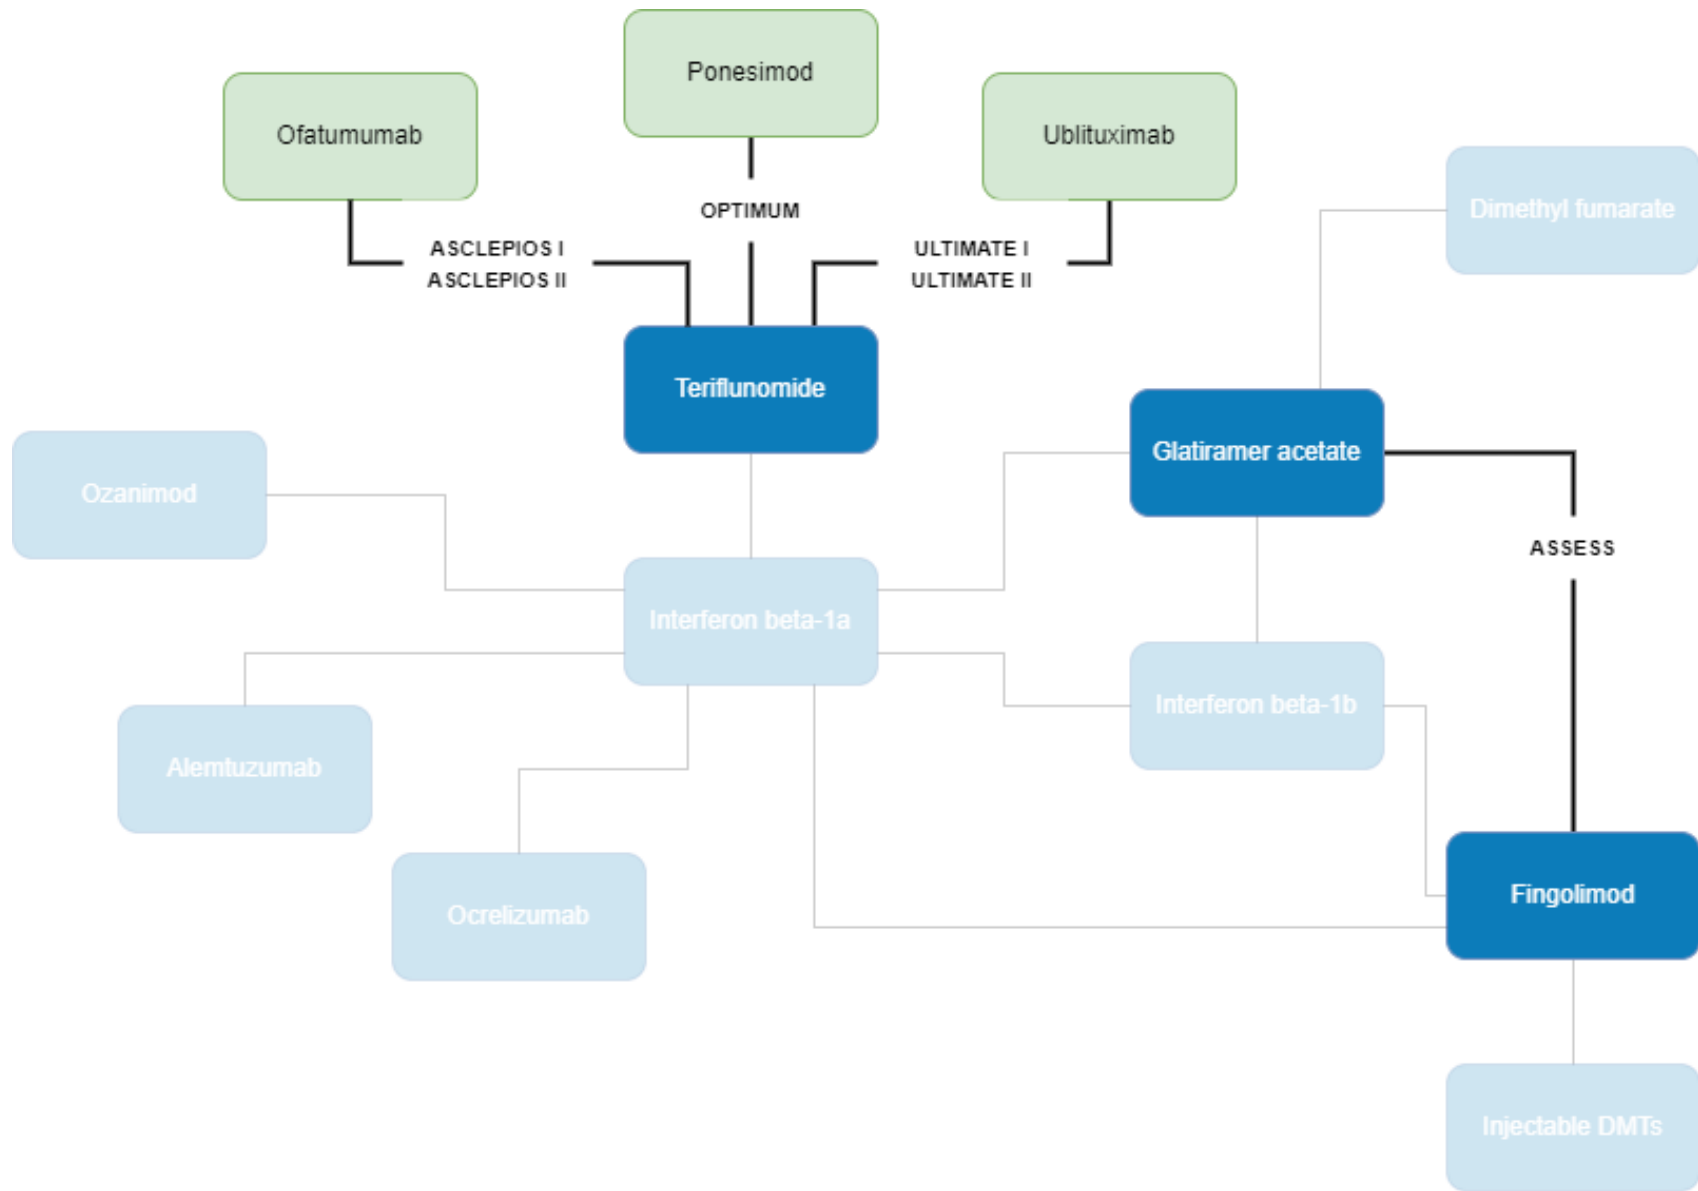 Ponesimod
Ofatumumab
Ublituximab
Dimethyl fumarate
OPTIMUM
ASCLEPIOS I
ASCLEPIOS II
ULTIMATE I
ULTIMATE II
Teriflunomide
Glatiramer acetate
Ozanimod
ASSESS
Interferon beta-1a
Interferon beta-1b
Alemtuzumab
Fingolimod
Ocrelizumab
Injectable DMTs